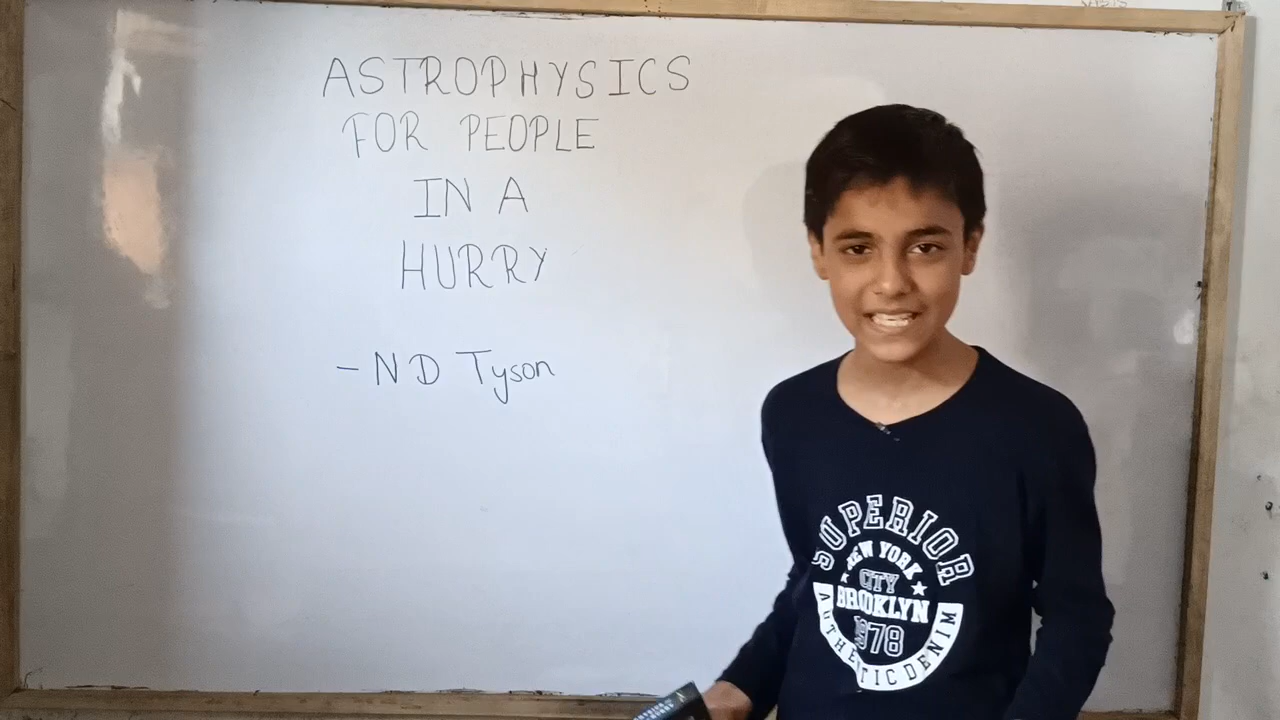 ASTROPHYSICS
FOR PEOPLE
IN A
HURRY
- N D Tyson
SUPERIOR
NEW YORK
CITY
BROOKLYN
1978
AUTHENTIC DENIM